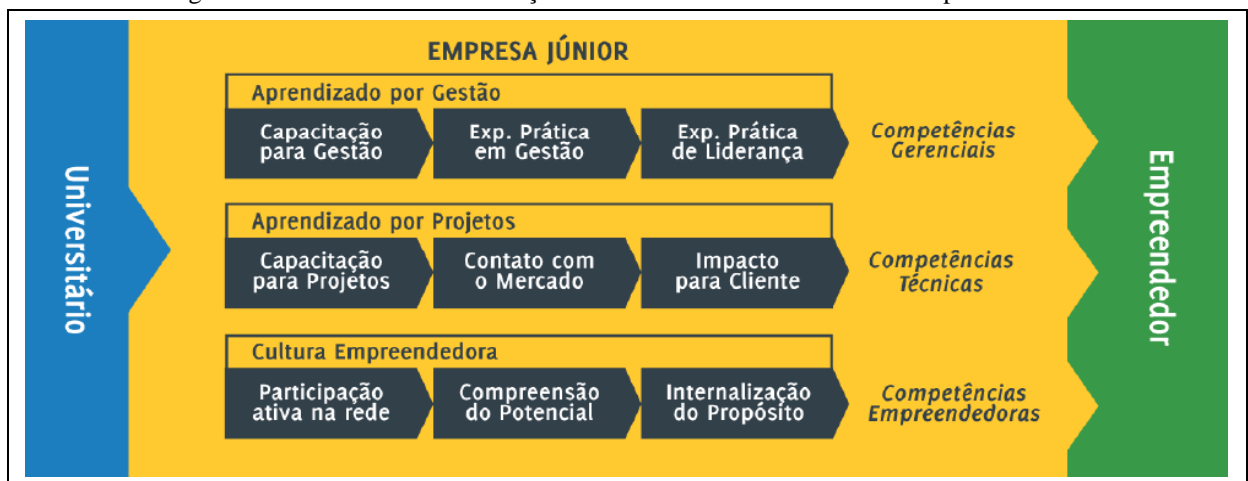 EMPRESA JÚNIOR
Universitário
Aprendizado por Gestão
Capacitação
para Gestão
Exp. Prática
em Gestão
Exp. Prática
de Liderança
Competências
Gerenciais
Aprendizado por Projetos
Capacitação
para Projetos
Contato com
o Mercado
Impacto
para Cliente
Competências
Técnicas
Cultura Empreendedora
Participação
ativa na rede
Compreensão
do Potencial
Internalização
do Propósito
Competências
Empreendedoras
Empreendedor